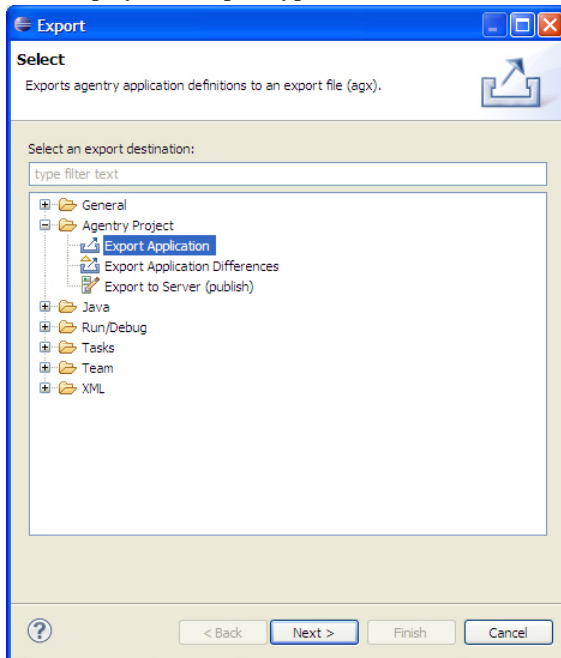 Export
Select
Exports agentry application definitions to an export file (agx).
Select an export destination:
type filter text
General
Agentry Project
Export Application
Export Application Differences
Export to Server (publish)
Java
Run/Debug
Tasks
Team
XML
?
< Back
Next >
Finish
Cancel